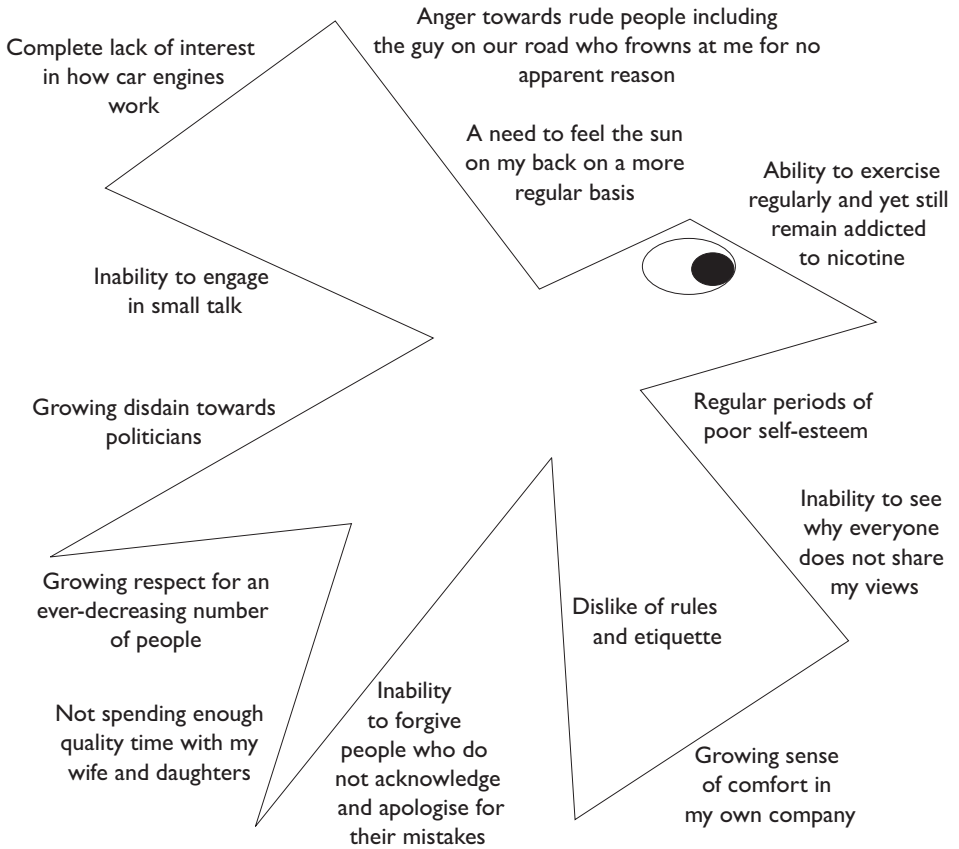 Complete lack of interest
in how car engines
work
Anger towards rude people including
the guy on our road who frowns at me for no
apparent reason
A need to feel the sun
on my back on a more
regular basis
Ability to exercise
regularly and yet still
remain addicted
to nicotine
Inability to engage
in small talk
Growing disdain towards
politicians
Regular periods of
poor self-esteem
Inability to see
why everyone
does not share
my views
Growing respect for an
ever-decreasing number
of people
Dislike of rules
and etiquette
Not spending enough
quality time with my
wife and daughters
Inability
to forgive
people who do
not acknowledge
and apologise for
their mistakes
Growing sense
of comfort in
my own company